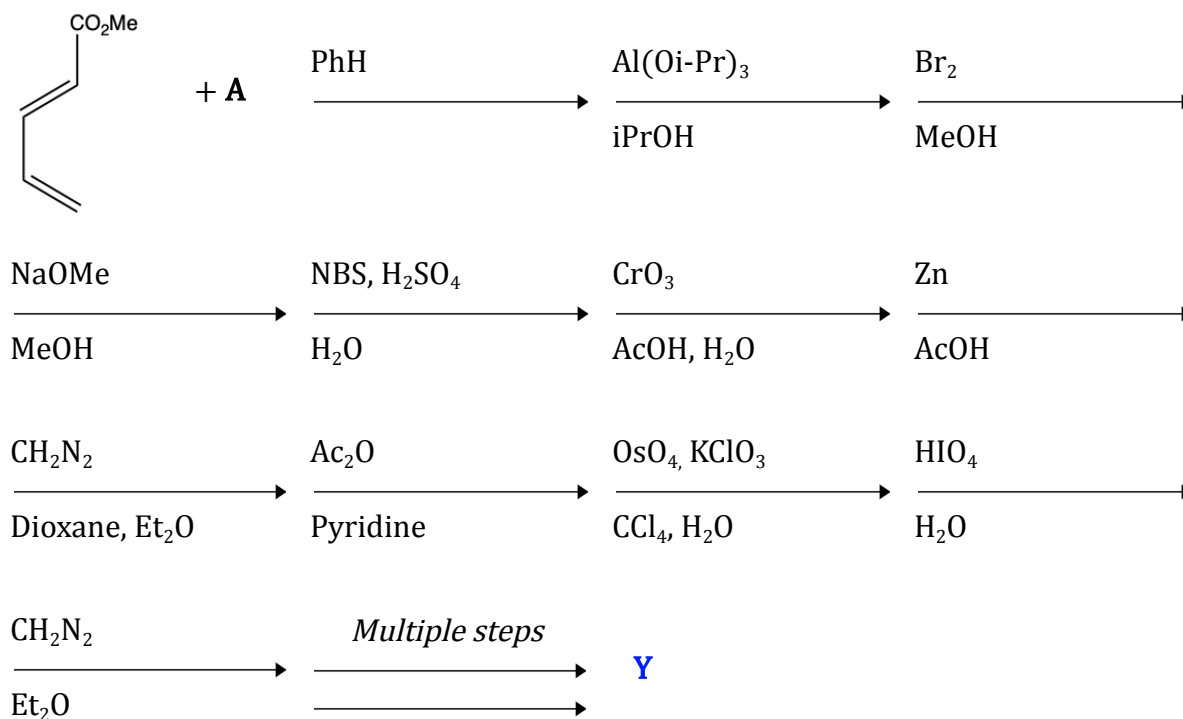 CO₂Me
+ A
PhH
Al(Oi-Pr)₃
iPrOH
Br₂
MeOH
NaOMe
MeOH
NBS, H₂SO₄
H₂O
CrO₃
AcOH, H₂O
Zn
AcOH
CH₂N₂
Dioxane, Et₂O
Ac₂O
Pyridine
OsO₄, KClO₃
CCl₄, H₂O
HIO₄
H₂O
CH₂N₂
Et₂O
Multiple steps
Y